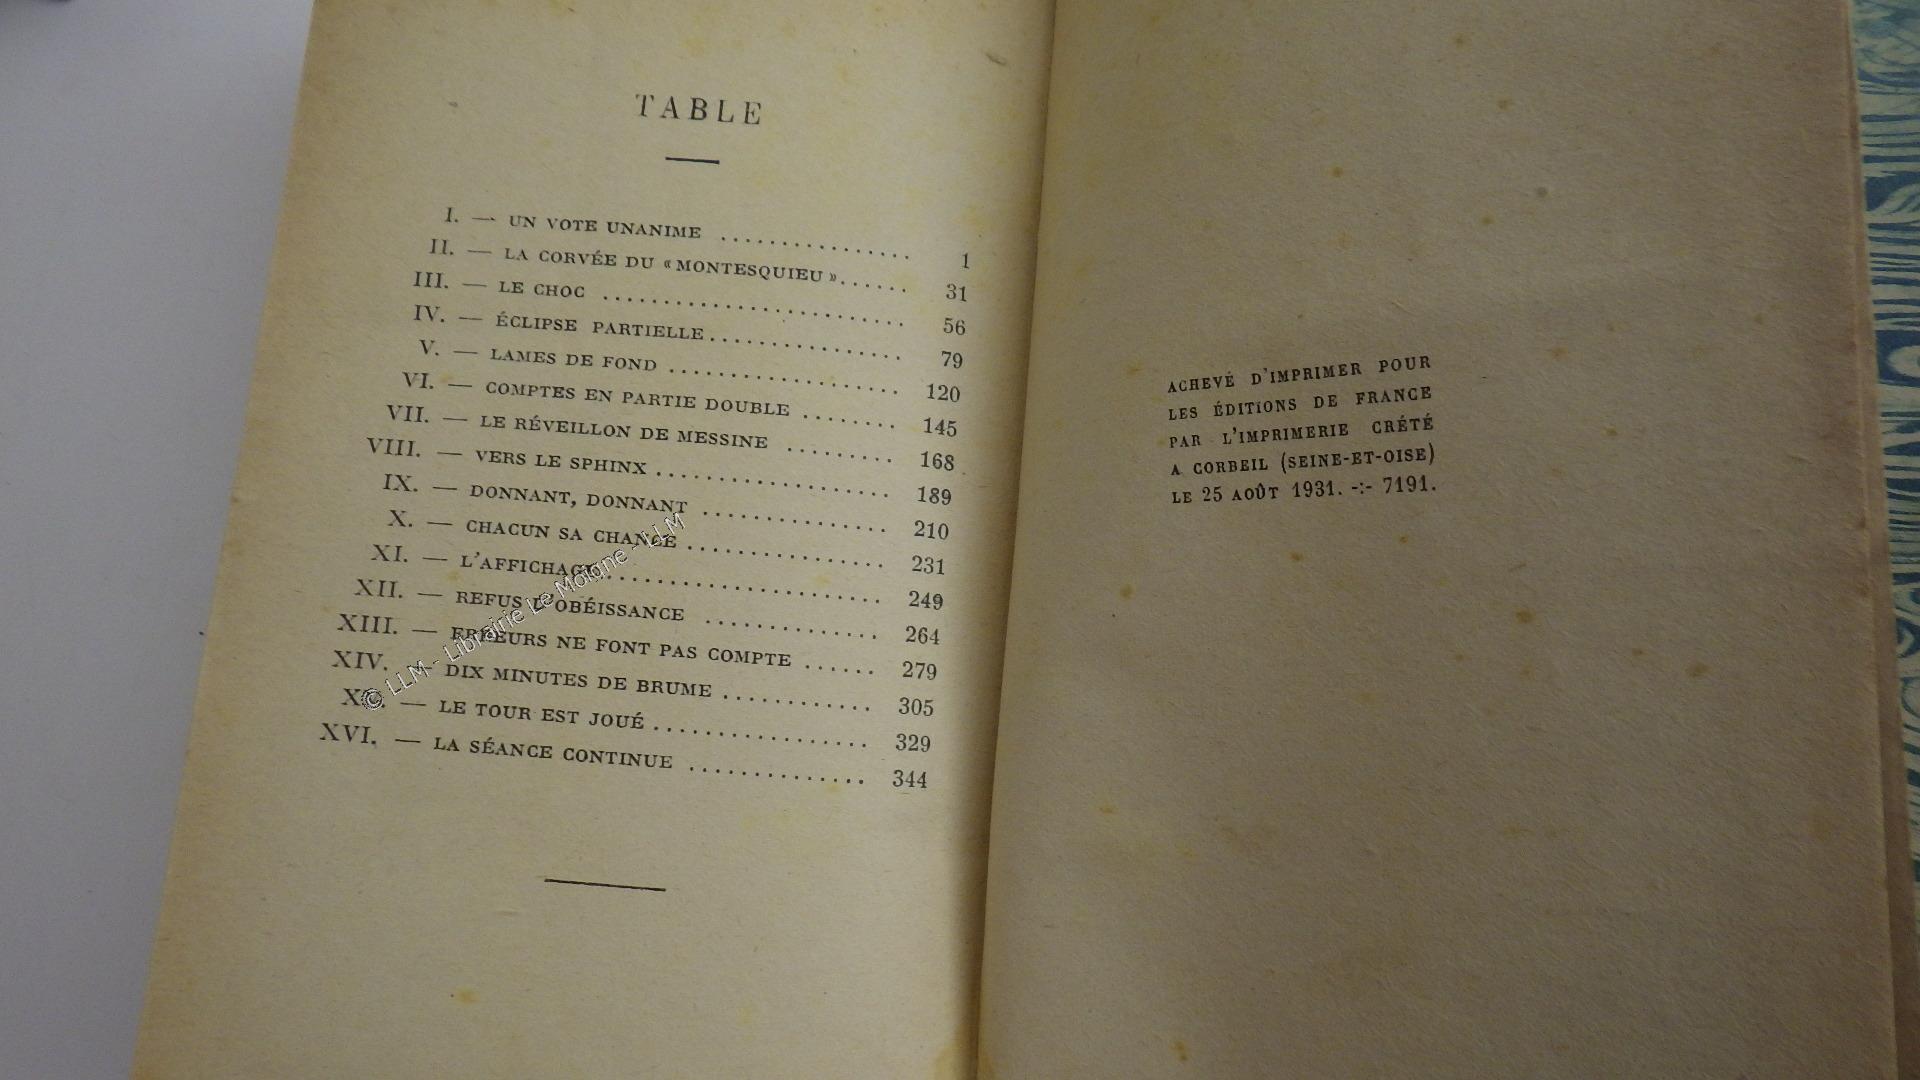 TABLE
I. — UN VOTE UNANIME ................ 1
II. — LA CORVÉE DU « MONTESQUIEU »...... 31
III. — LE CHOC ......................... 56
IV. — ÉCLIPSE PARTIELLE................ 79
V. — LAMES DE FOND ................... 120
VI. — COMPTES EN PARTIE DOUBLE ........ 145
VII. — LE RÉVEILLON DE MESSINE ......... 168
VIII. — VERS LE SPHINX .................... 189
IX. — DONNANT, DONNANT ................ 210
X. — CHACUN SA CHANCE ................. 231
XI. — L'AFFICHAGE........................ 249
XII. — REFUS D'OBÉISSANCE ............... 264
XIII. — ERREURS NE FONT PAS COMPTE ...... 279
XIV. — DIX MINUTES DE BRUME ............. 305
XV. — LE TOUR EST JOUÉ .................. 329
XVI. — LA SÉANCE CONTINUE ............... 344
© LLM - Librairie Le Moigne - LLM
ACHEVÉ D'IMPRIMER POUR
LES ÉDITIONS DE FRANCE
PAR L'IMPRIMERIE CRÉTÉ
A CORBEIL (SEINE-ET-OISE)
LE 25 AOÛT 1931. -:- 7191.